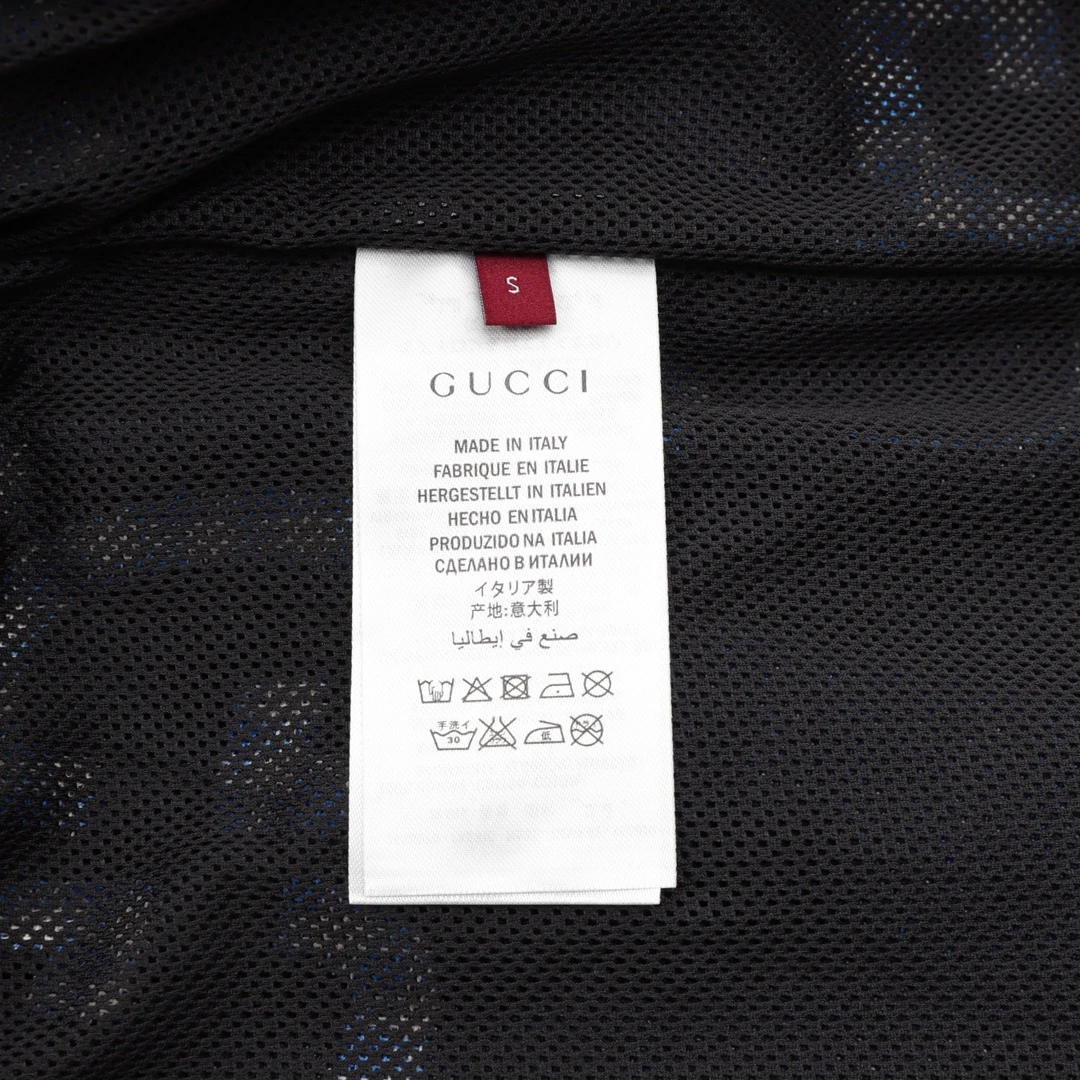 S
GUCCI
MADE IN ITALY
FABRIQUE EN ITALIE
HERGESTELLT IN ITALIEN
HECHO EN ITALIA
PRODUZIDO NA ITALIA
СДЕЛАНО В ИТАЛИИ
イタリア製
产地:意大利
صنع في إيطاليا
手洗イ
30
低